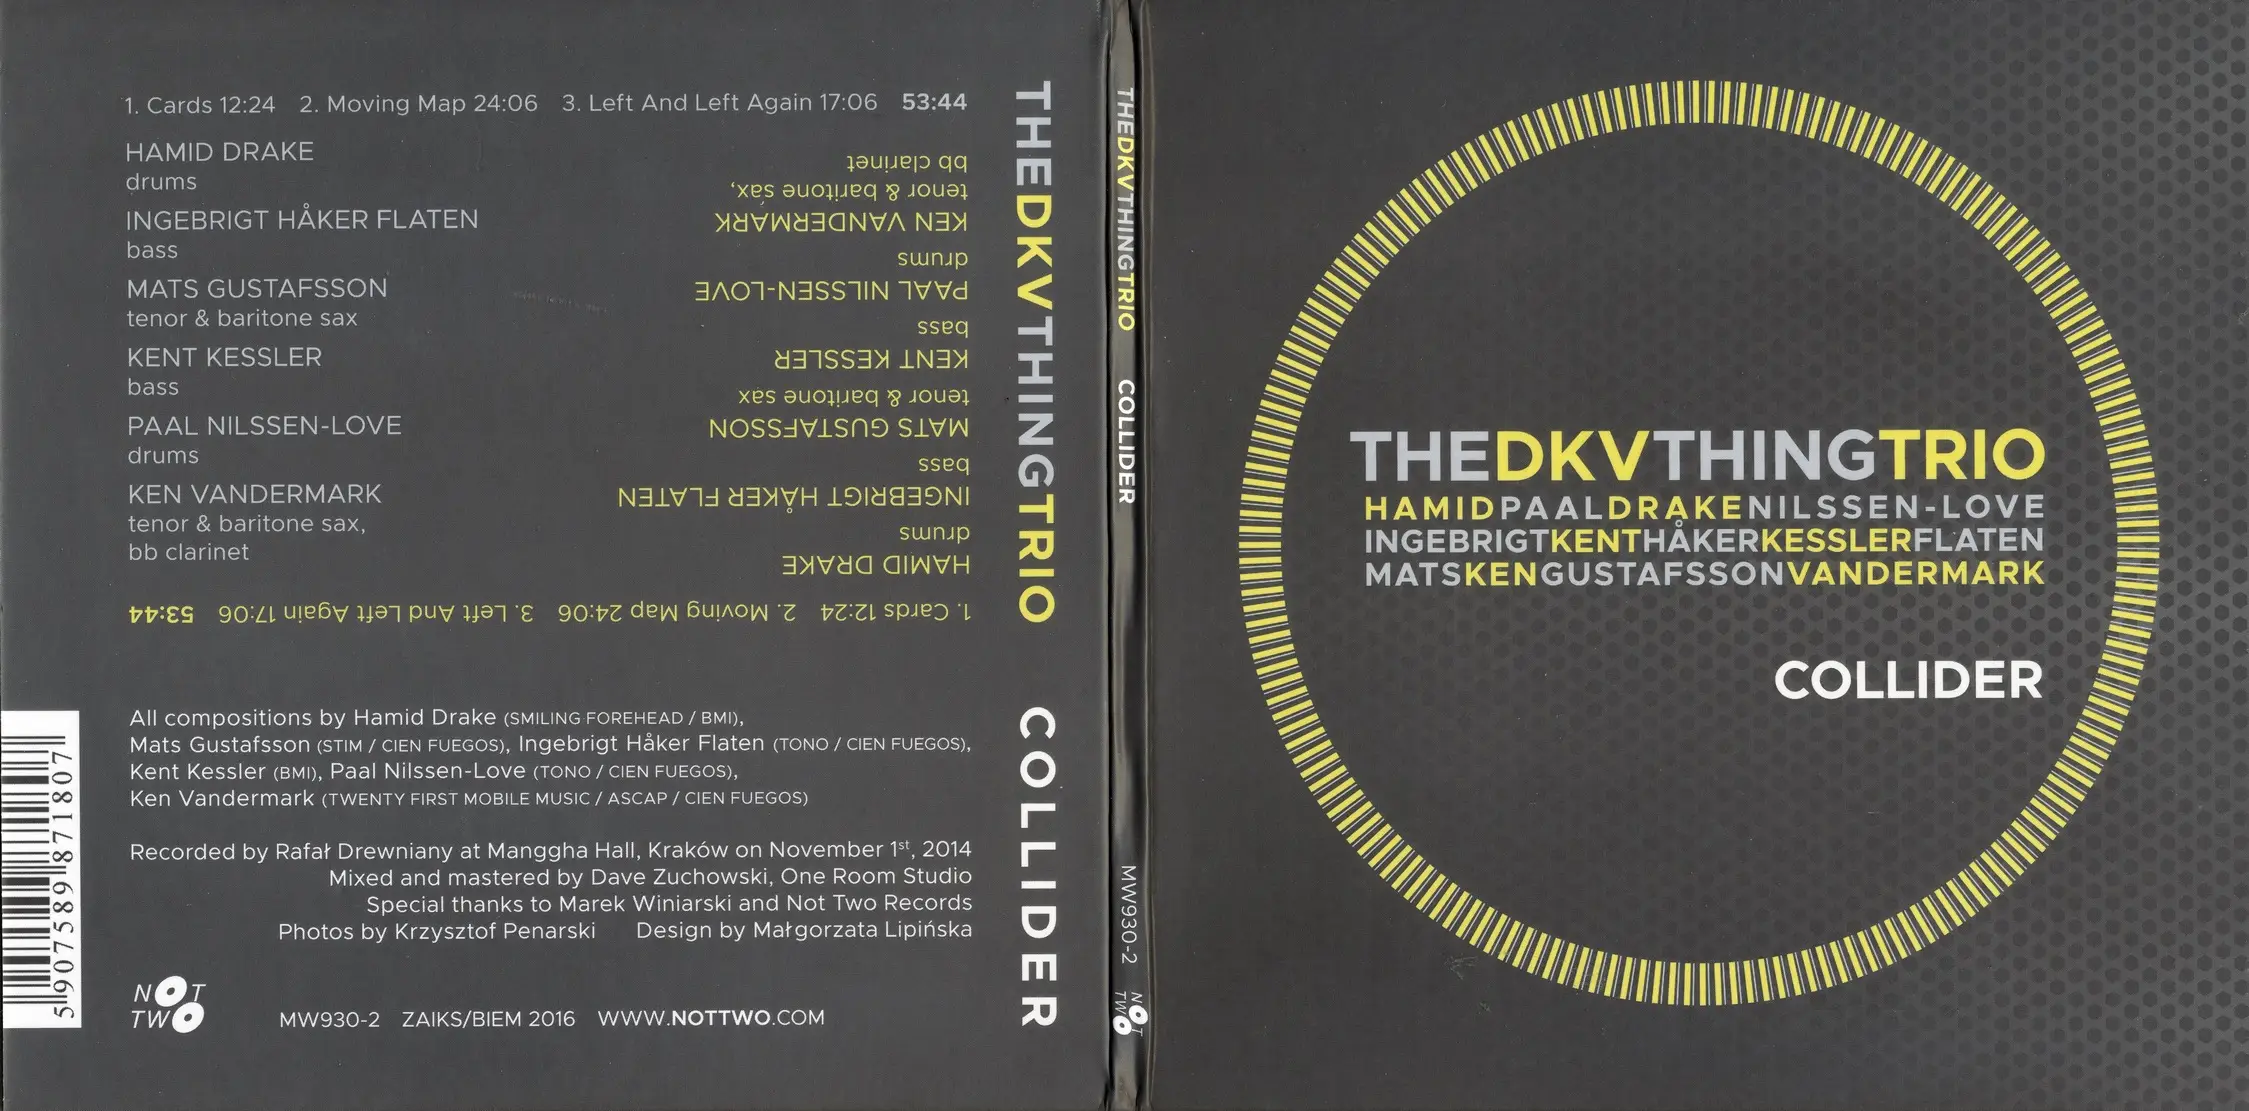 1. Cards 12:24 2. Moving Map 24:06 3. Left And Left Again 17:06 53:44
HAMID DRAKE
drums
INGEBRIGT HÅKER FLATEN
bass
MATS GUSTAFSSON
tenor & baritone sax
KENT KESSLER
bass
PAAL NILSSEN-LOVE
drums
KEN VANDERMARK
tenor & baritone sax,
bb clarinet
1. Cards 12:24 2. Moving Map 24:06 3. Left And Left Again 17:06 53:44
HAMID DRAKE
drums
INGEBRIGT HÅKER FLATEN
bass
MATS GUSTAFSSON
tenor & baritone sax
KENT KESSLER
bass
PAAL NILSSEN-LOVE
drums
KEN VANDERMARK
tenor & baritone sax,
bb clarinet
All compositions by Hamid Drake (SMILING FOREHEAD / BMI),
Mats Gustafsson (STIM / CIEN FUEGOS), Ingebrigt Håker Flaten (TONO / CIEN FUEGOS),
Kent Kessler (BMI), Paal Nilssen-Love (TONO / CIEN FUEGOS),
Ken Vandermark (TWENTY FIRST MOBILE MUSIC / ASCAP / CIEN FUEGOS)
Recorded by Rafał Drewniany at Manggha Hall, Kraków on November 1st, 2014
Mixed and mastered by Dave Zuchowski, One Room Studio
Special thanks to Marek Winiarski and Not Two Records
Photos by Krzysztof Penarski Design by Małgorzata Lipińska
NOT
TWO
MW930-2 ZAIKS/BIEM 2016 WWW.NOTTWO.COM
5 907589 871807
THEDKVTHINGTRIO COLLIDER
THEDKVTHINGTRIO COLLIDER MW930-2
NOT
TWO
THEDKVTHINGTRIO
HAMIDPAALDRAKENILSSEN-LOVE
INGEBRIGTKENTHÅKERKESSLERFLATEN
MATSKENGUSTAFSSONVANDERMARK
COLLIDER